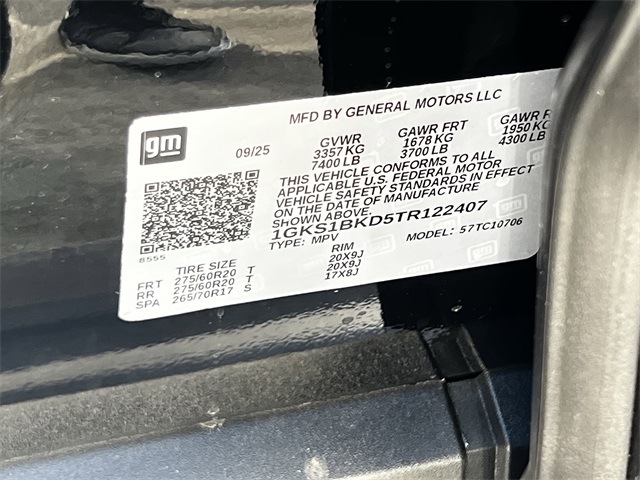 MFD BY GENERAL MOTORS LLC
gm
09/25
GVWR GAWR FRT GAWR
3357 KG 1678 KG 1950 KG
7400 LB 3700 LB 4300 LB
THIS VEHICLE CONFORMS TO ALL
APPLICABLE U.S. FEDERAL MOTOR
VEHICLE SAFETY STANDARDS IN EFFECT
ON THE DATE OF MANUFACTURE
SHOWN ABOVE.
1GKS1BKD5TR122407
TYPE: MPV MODEL: 57TC10706
8555
TIRE SIZE RIM
FRT 275/60R20 T 20X9J
RR 275/60R20 T 20X9J
SPA 265/70R17 S 17X8J